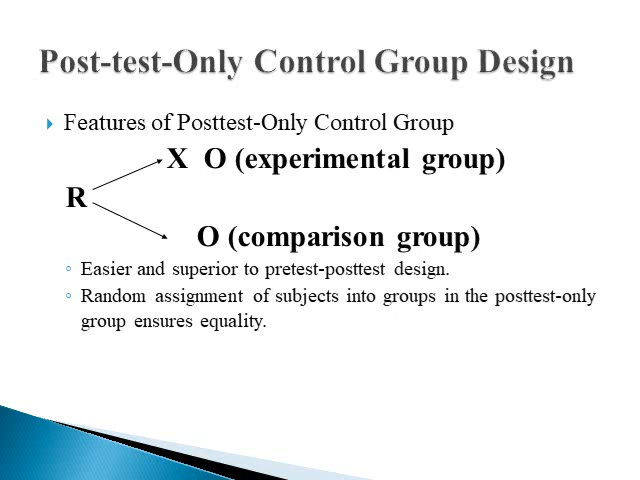 Post-test-Only Control Group Design
Features of Posttest-Only Control Group
X O (experimental group)
R
O (comparison group)
Easier and superior to pretest-posttest design.
Random assignment of subjects into groups in the posttest-only
group ensures equality.